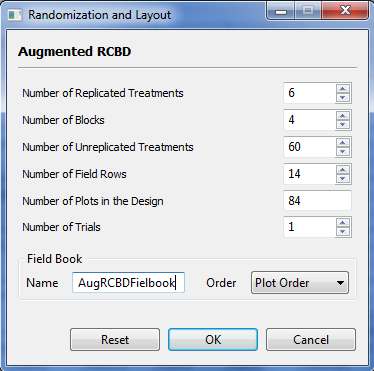 Randomization and Layout
Augmented RCBD
Number of Replicated Treatments 6
Number of Blocks 4
Number of Unreplicated Treatments 60
Number of Field Rows 14
Number of Plots in the Design 84
Number of Trials 1
Field Book
Name AugRCBDFielbook Order Plot Order
Reset OK Cancel